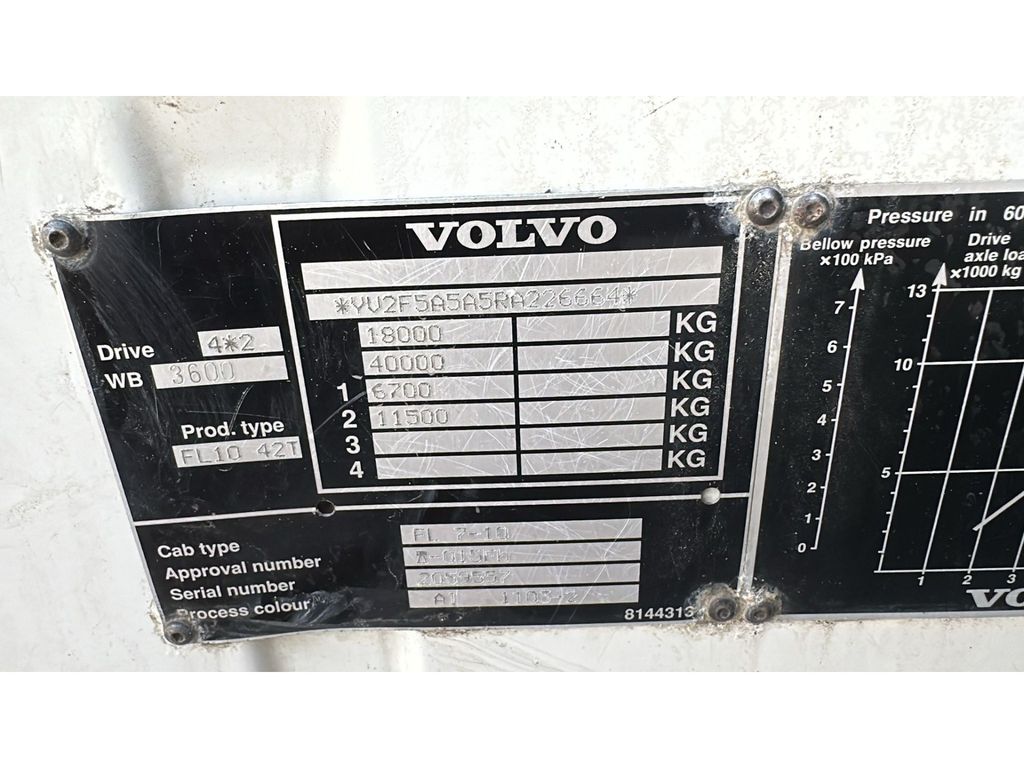 VOLVO
*YV2F5A5A5RA226664*
18000 KG
40000 KG
1 6700 KG
2 11500 KG
3 KG
4 KG
Drive 4*2
WB 3600
Prod. type
FL10 42T
Cab type FL 7-10
Approval number
Serial number 2059557
Process colour A1 1103-2
8144313
Pressure in 60
Bellow pressure
×100 kPa
7
6
5
4
3
2
1
0
Drive
axle loa
×1000 kg
13
10
5
1 2 3
VO